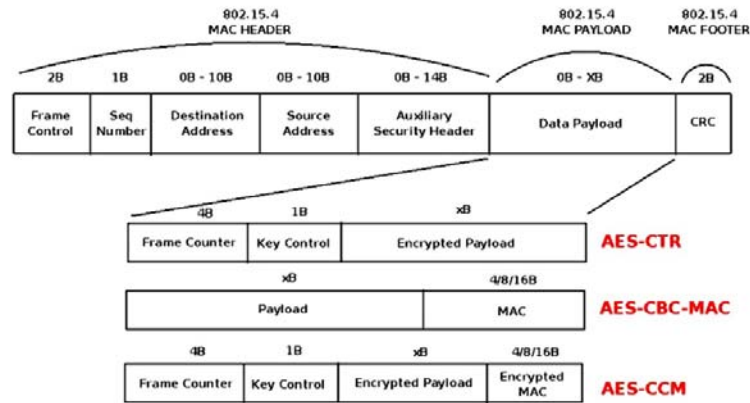 802.15.4 802.15.4 802.15.4
MAC HEADER MAC PAYLOAD MAC FOOTER
2B 1B 0B - 10B 0B - 10B 0B - 14B 0B - XB 2B
Frame Control Seq Number Destination Address Source Address Auxiliary Security Header Data Payload CRC
4B 1B xB
Frame Counter Key Control Encrypted Payload AES-CTR
xB 4/8/16B
Payload MAC AES-CBC-MAC
4B 1B xB 4/8/16B
Frame Counter Key Control Encrypted Payload Encrypted MAC AES-CCM